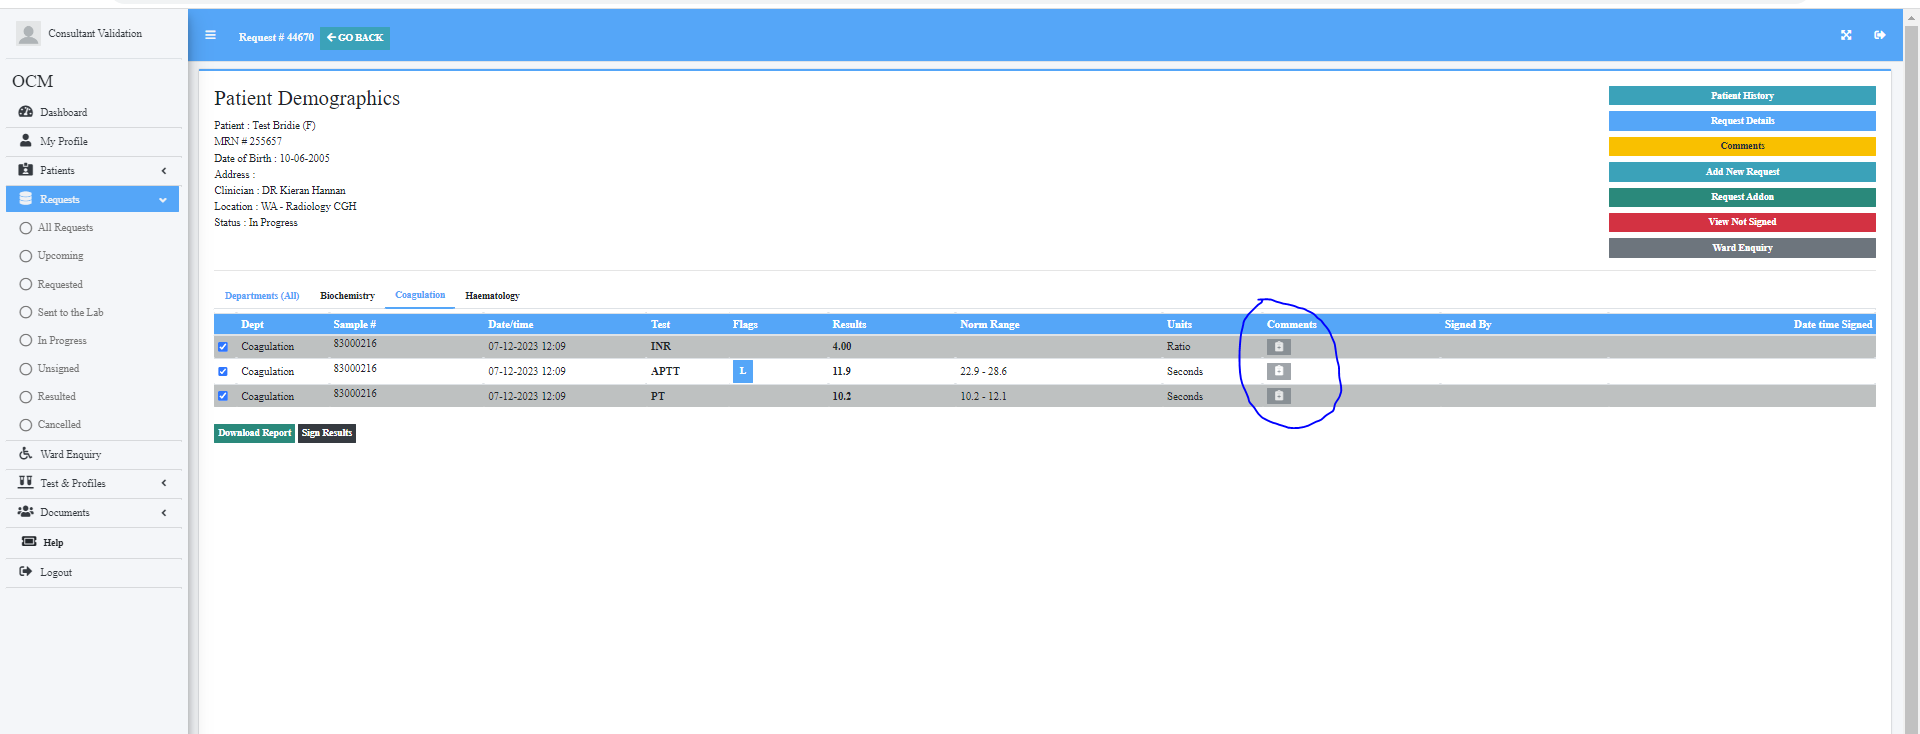 Consultant Validation
OCM
Dashboard
My Profile
Patients
Requests
All Requests
Upcoming
Requested
Sent to the Lab
In Progress
Unsigned
Resulted
Cancelled
Ward Enquiry
Test & Profiles
Documents
Help
Logout
Request # 44670 GO BACK
Patient Demographics
Patient : Test Bridie (F)
MRN # 255657
Date of Birth : 10-06-2005
Address :
Clinician : DR Kieran Hannan
Location : WA - Radiology CGH
Status : In Progress
Patient History
Request Details
Comments
Add New Request
Request Addon
View Not Signed
Ward Enquiry
Departments (All) Biochemistry Coagulation Haematology
Dept Sample # Date/time Test Flags Results Norm Range Units Comments Signed By Date time Signed
Coagulation 83000216 07-12-2023 12:09 INR 4.00 Ratio
Coagulation 83000216 07-12-2023 12:09 APTT L 11.9 22.9 - 28.6 Seconds
Coagulation 83000216 07-12-2023 12:09 PT 10.2 10.2 - 12.1 Seconds
Download Report Sign Results